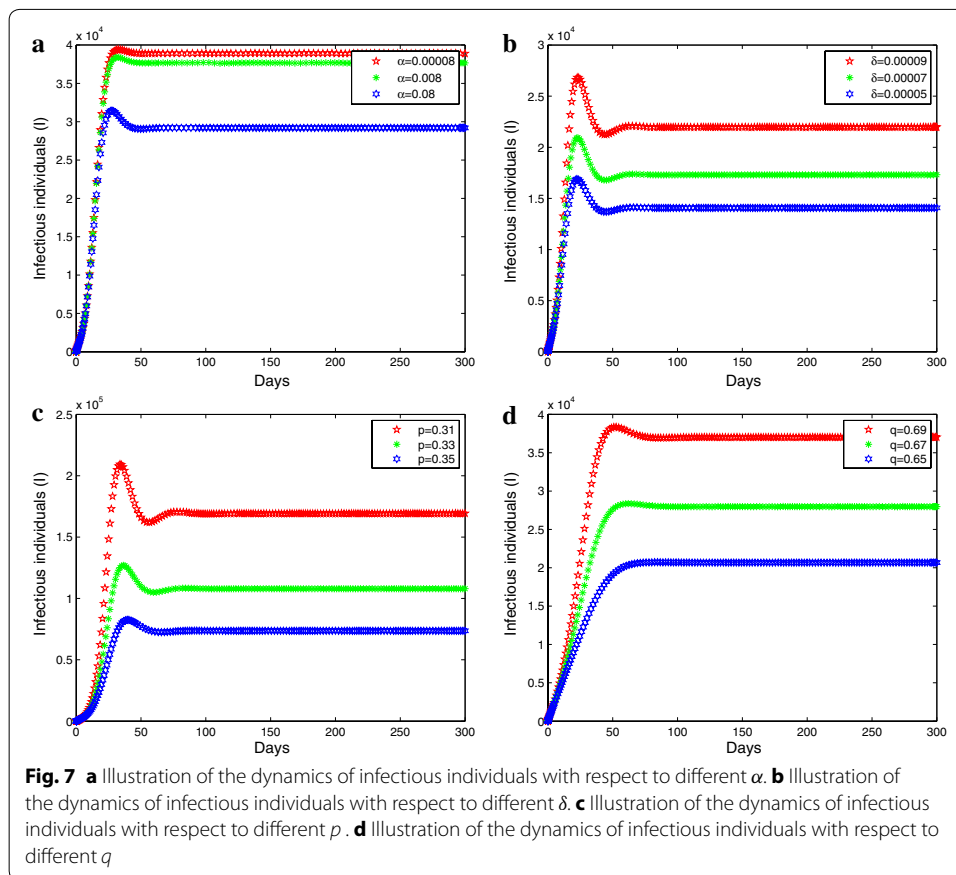 a
x 10⁴
4
3.5
3
2.5
2
1.5
1
0.5
0
Infectious individuals (I)
α=0.00008
α=0.008
α=0.08
0 50 100 150 200 250 300
Days
b
x 10⁴
3
2.5
2
1.5
1
0.5
0
Infectious individuals (I)
δ=0.00009
δ=0.00007
δ=0.00005
0 50 100 150 200 250 300
Days
c
x 10⁵
2.5
2
1.5
1
0.5
0
Infectious individuals (I)
p=0.31
p=0.33
p=0.35
0 50 100 150 200 250 300
Days
d
x 10⁴
4
3.5
3
2.5
2
1.5
1
0.5
0
Infectious individuals (I)
q=0.69
q=0.67
q=0.65
0 50 100 150 200 250 300
Days
Fig. 7 a Illustration of the dynamics of infectious individuals with respect to different α. b Illustration of
the dynamics of infectious individuals with respect to different δ. c Illustration of the dynamics of infectious
individuals with respect to different p . d Illustration of the dynamics of infectious individuals with respect to
different q